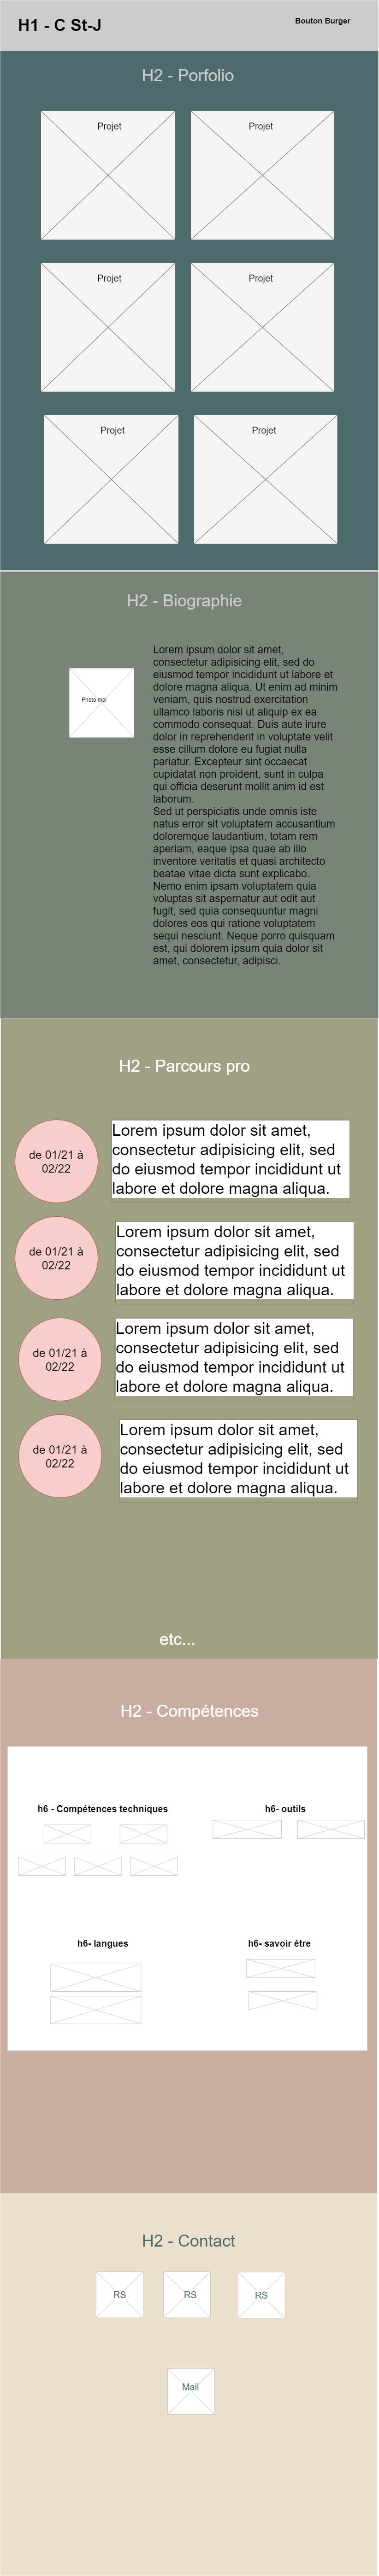 H1 - C St-J
Bouton Burger
H2 - Porfolio
Projet
Projet
Projet
Projet
Projet
Projet
H2 - Biographie
Photo moi
Lorem ipsum dolor sit amet,
consectetur adipisicing elit, sed do
eiusmod tempor incididunt ut labore et
dolore magna aliqua. Ut enim ad minim
veniam, quis nostrud exercitation
ullamco laboris nisi ut aliquip ex ea
commodo consequat. Duis aute irure
dolor in reprehenderit in voluptate velit
esse cillum dolore eu fugiat nulla
pariatur. Excepteur sint occaecat
cupidatat non proident, sunt in culpa
qui officia deserunt mollit anim id est
laborum.
Sed ut perspiciatis unde omnis iste
natus error sit voluptatem accusantium
doloremque laudantium, totam rem
aperiam, eaque ipsa quae ab illo
inventore veritatis et quasi architecto
beatae vitae dicta sunt explicabo.
Nemo enim ipsam voluptatem quia
voluptas sit aspernatur aut odit aut
fugit, sed quia consequuntur magni
dolores eos qui ratione voluptatem
sequi nesciunt. Neque porro quisquam
est, qui dolorem ipsum quia dolor sit
amet, consectetur, adipisci.
H2 - Parcours pro
de 01/21 à
02/22
Lorem ipsum dolor sit amet,
consectetur adipisicing elit, sed
do eiusmod tempor incididunt ut
labore et dolore magna aliqua.
de 01/21 à
02/22
Lorem ipsum dolor sit amet,
consectetur adipisicing elit, sed
do eiusmod tempor incididunt ut
labore et dolore magna aliqua.
de 01/21 à
02/22
Lorem ipsum dolor sit amet,
consectetur adipisicing elit, sed
do eiusmod tempor incididunt ut
labore et dolore magna aliqua.
de 01/21 à
02/22
Lorem ipsum dolor sit amet,
consectetur adipisicing elit, sed
do eiusmod tempor incididunt ut
labore et dolore magna aliqua.
etc...
H2 - Compétences
h6 - Compétences techniques
h6- outils
h6- langues
h6- savoir être
H2 - Contact
RS
RS
RS
Mail